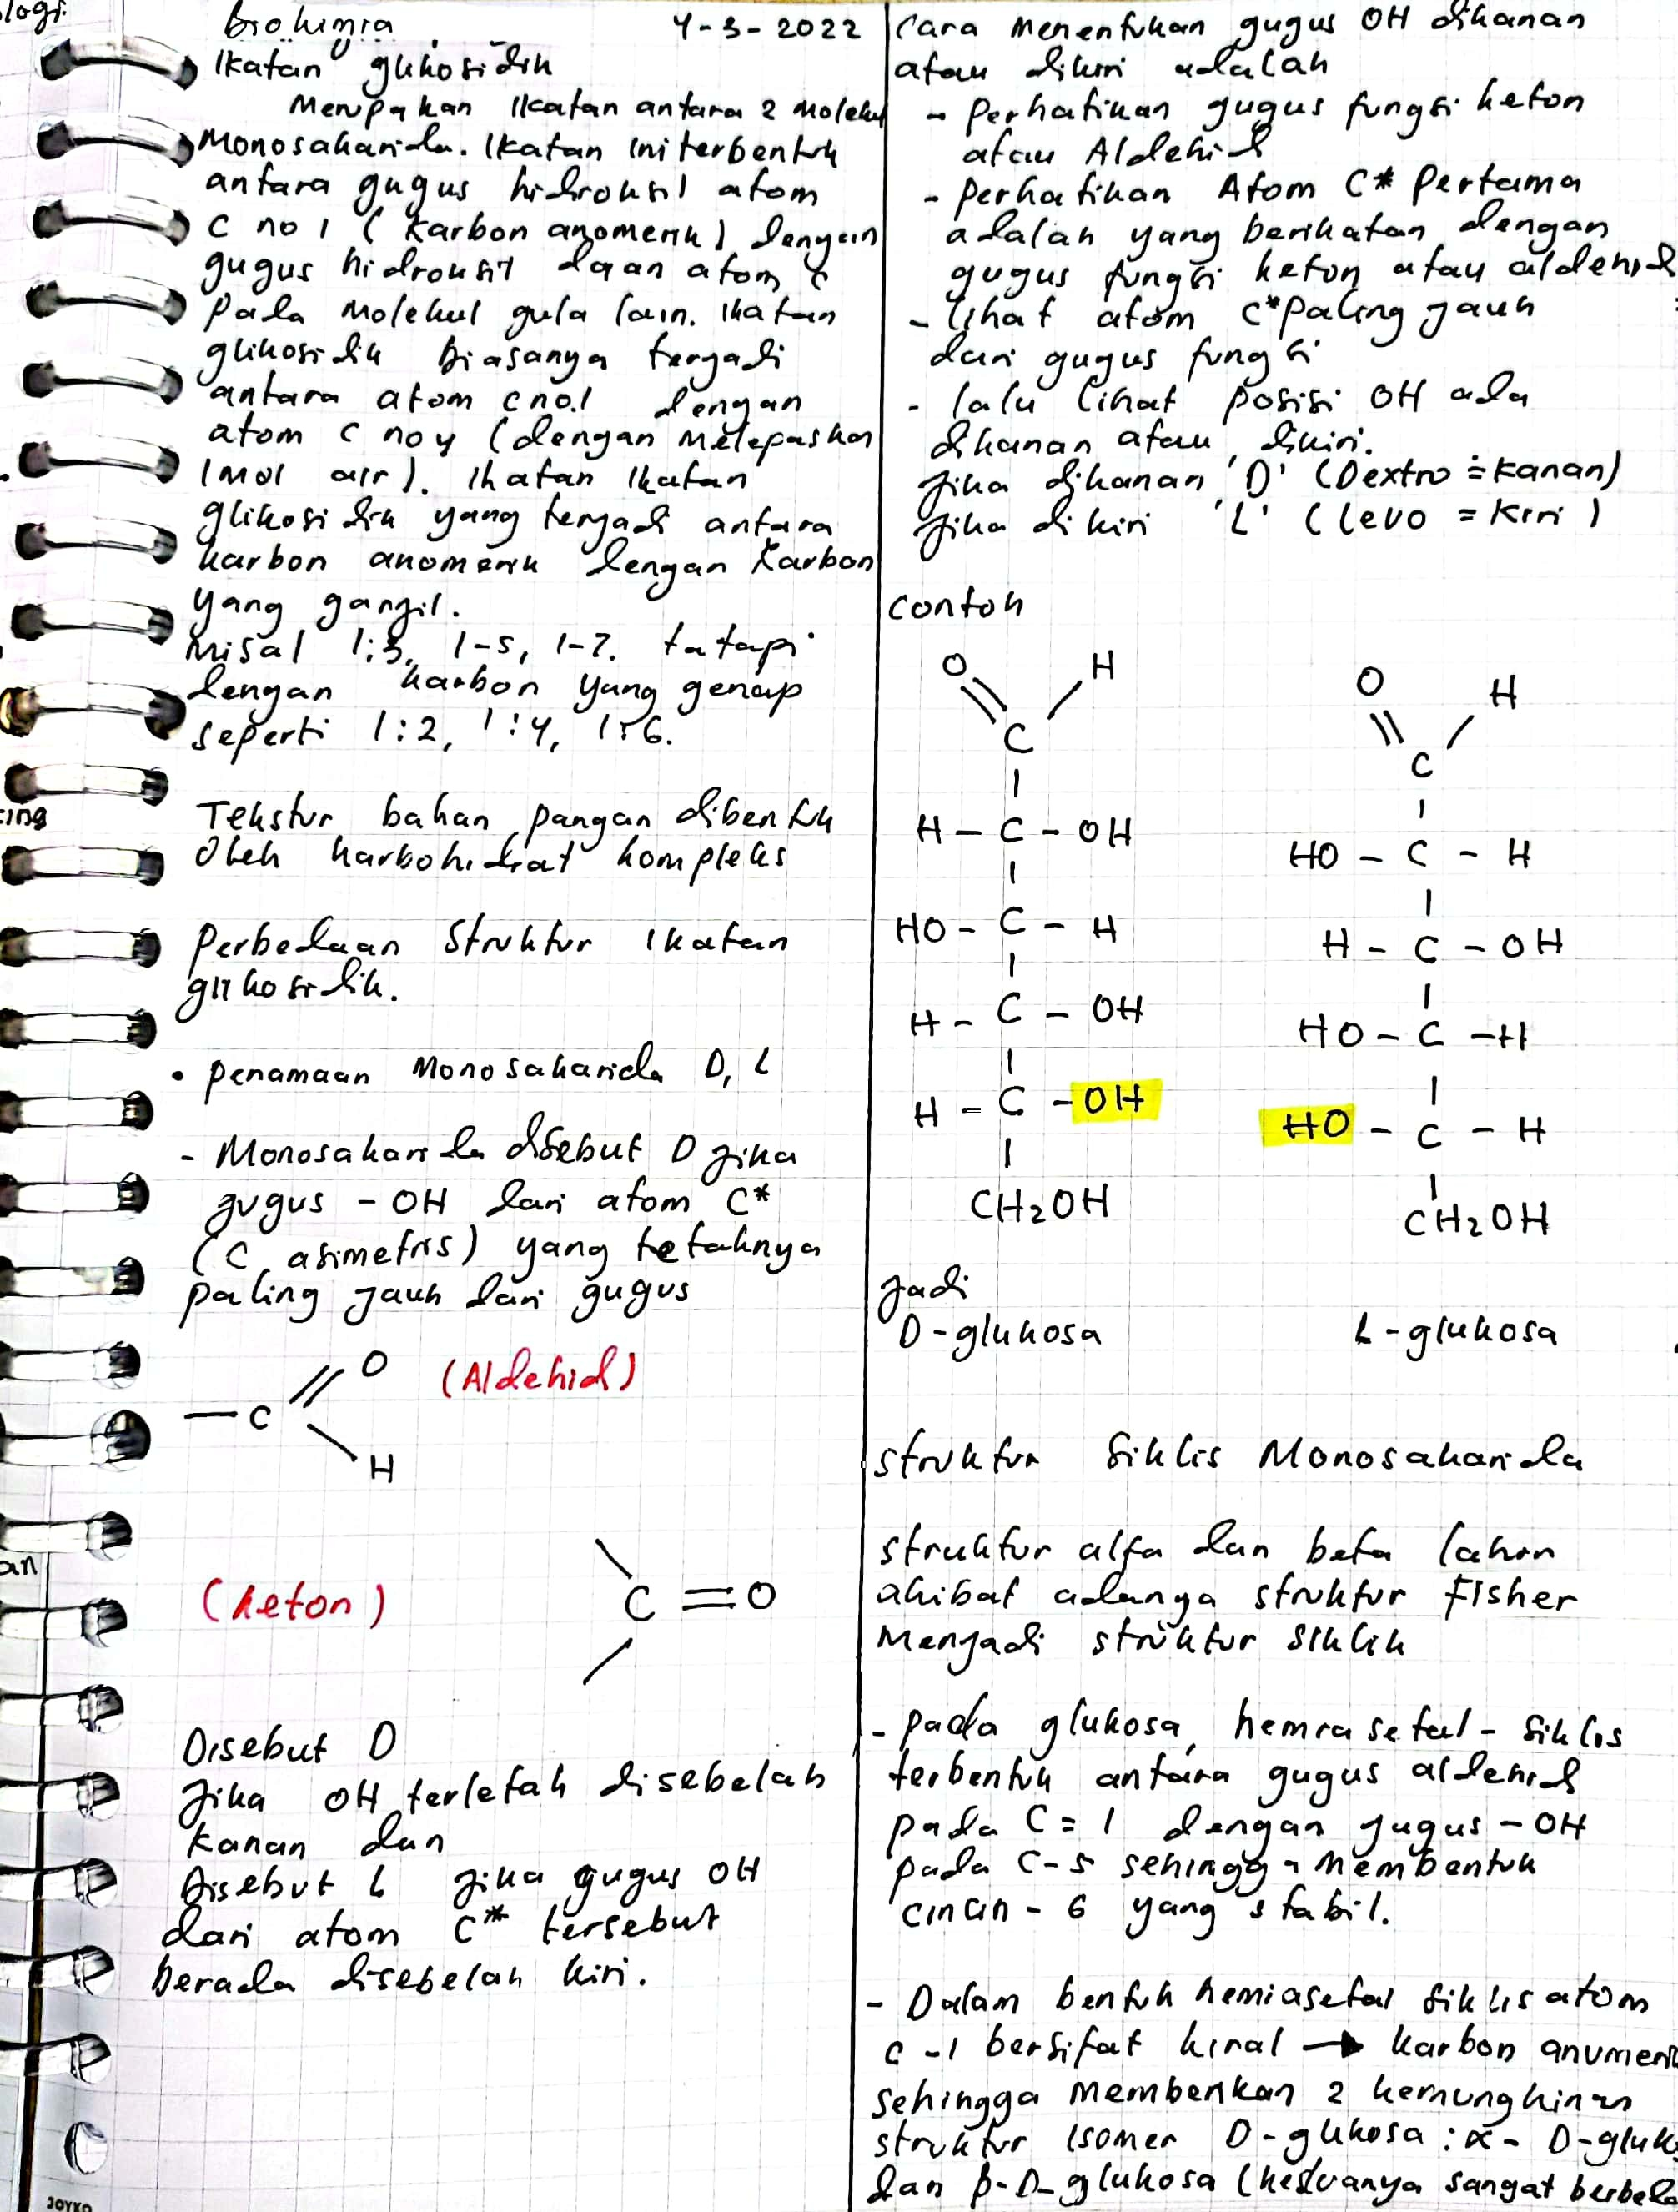 logi.
Biokimia 4-3-2022
Ikatan glikosidik
Merupakan Ikatan antara 2 molekul
Monosakarida. Ikatan ini terbentuk
antara gugus hidroksil atom
C no 1 (karbon anomerik) dengan
gugus hidroksil daan atom C
pada molekul gula lain. Ikatan
glikosidik biasanya terjadi
antara atom C no.1 dengan
atom C no 4 (dengan melepaskan
1 mol air). Ikatan Ikatan
glikosidik yang terjadi antara
karbon anomerik dengan karbon
yang ganjil.
Misal 1:3, 1-5, 1-7. tatapi
dengan karbon yang genap
seperti 1:2, 1:4, 1:6.
Tekstur bahan pangan dibentuk
oleh karbohidrat kompleks
Perbedaan Struktur Ikatan
glikosidik.
• Penamaan Monosakarida D, L
- Monosakarida disebut D jika
gugus -OH dari atom C*
(C asimetris) yang letaknya
paling jauh dari gugus
O (Aldehid)
- C
H
(keton) C = O
Disebut D
Jika OH terletak disebelah
kanan dan
Disebut L jika gugus OH
dari atom C* tersebut
berada disebelah kiri.
Cara menentukan gugus OH dikanan
atau dikiri adalah
- Perhatikan gugus fungsi keton
atau Aldehid
- Perhatikan Atom C* Pertama
adalah yang berikatan dengan
gugus fungsi keton atau aldehid
- lihat atom C* paling jauh
dari gugus fungsi
- lalu lihat posisi OH ada
dikanan atau dikiri.
Jika dikanan 'D' (Dextro = kanan)
Jika dikiri 'L' (levo = kiri)
contoh
O H
C
H - C - OH
HO - C - H
H - C - OH
H - C - OH
CH2OH
O H
C
HO - C - H
H - C - OH
HO - C - H
HO - C - H
CH2OH
Jadi
D-glukosa L-glukosa
struktur Siklis Monosakarida
struktur alfa dan beta lahir
akibat adanya struktur Fisher
Menjadi struktur siklik
- pada glukosa, hemiasetal - siklis
terbentuk antara gugus aldehid
pada C=1 dengan gugus -OH
pada C-5 sehingga membentuk
cincin - 6 yang stabil.
- Dalam bentuk hemiasetal siklis atom
C-1 bersifat kiral → karbon anumerik
sehingga memberikan 2 kemungkinan
struktur Isomer D-glukosa : α- D-gluk
dan β-D-glukosa (keduanya sangat berbe
cing
an
JOYKO